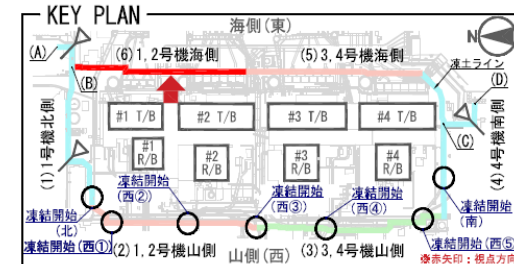 KEY PLAN
海側(東)
N
(A)
(6)1,2号機海側
(5)3,4号機海側
凍土ライン
(B)
(D)
#1 T/B
#2 T/B
#3 T/B
#4 T/B
(1)1号機北側
#1
R/B
#2
R/B
#3
R/B
#4
R/B
(C)
(4)4号機南側
凍結開始
(西②)
凍結開始
(西③)
凍結開始
(西④)
凍結開始
(南)
凍結開始
(北)
凍結開始(西①)
(2)1,2号機山側
山側(西)
(3)3,4号機山側
凍結開始(西⑤)
※赤矢印:視点方向